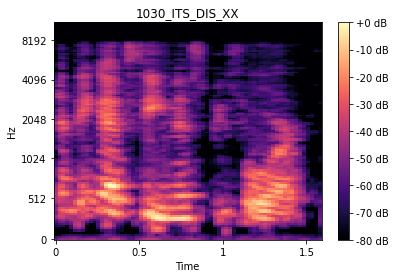 1030_ITS_DIS_XX
8192
4096
2048
1024
512
0
Hz
0
0.5
1
1.5
Time
+0 dB
-10 dB
-20 dB
-30 dB
-40 dB
-50 dB
-60 dB
-70 dB
-80 dB